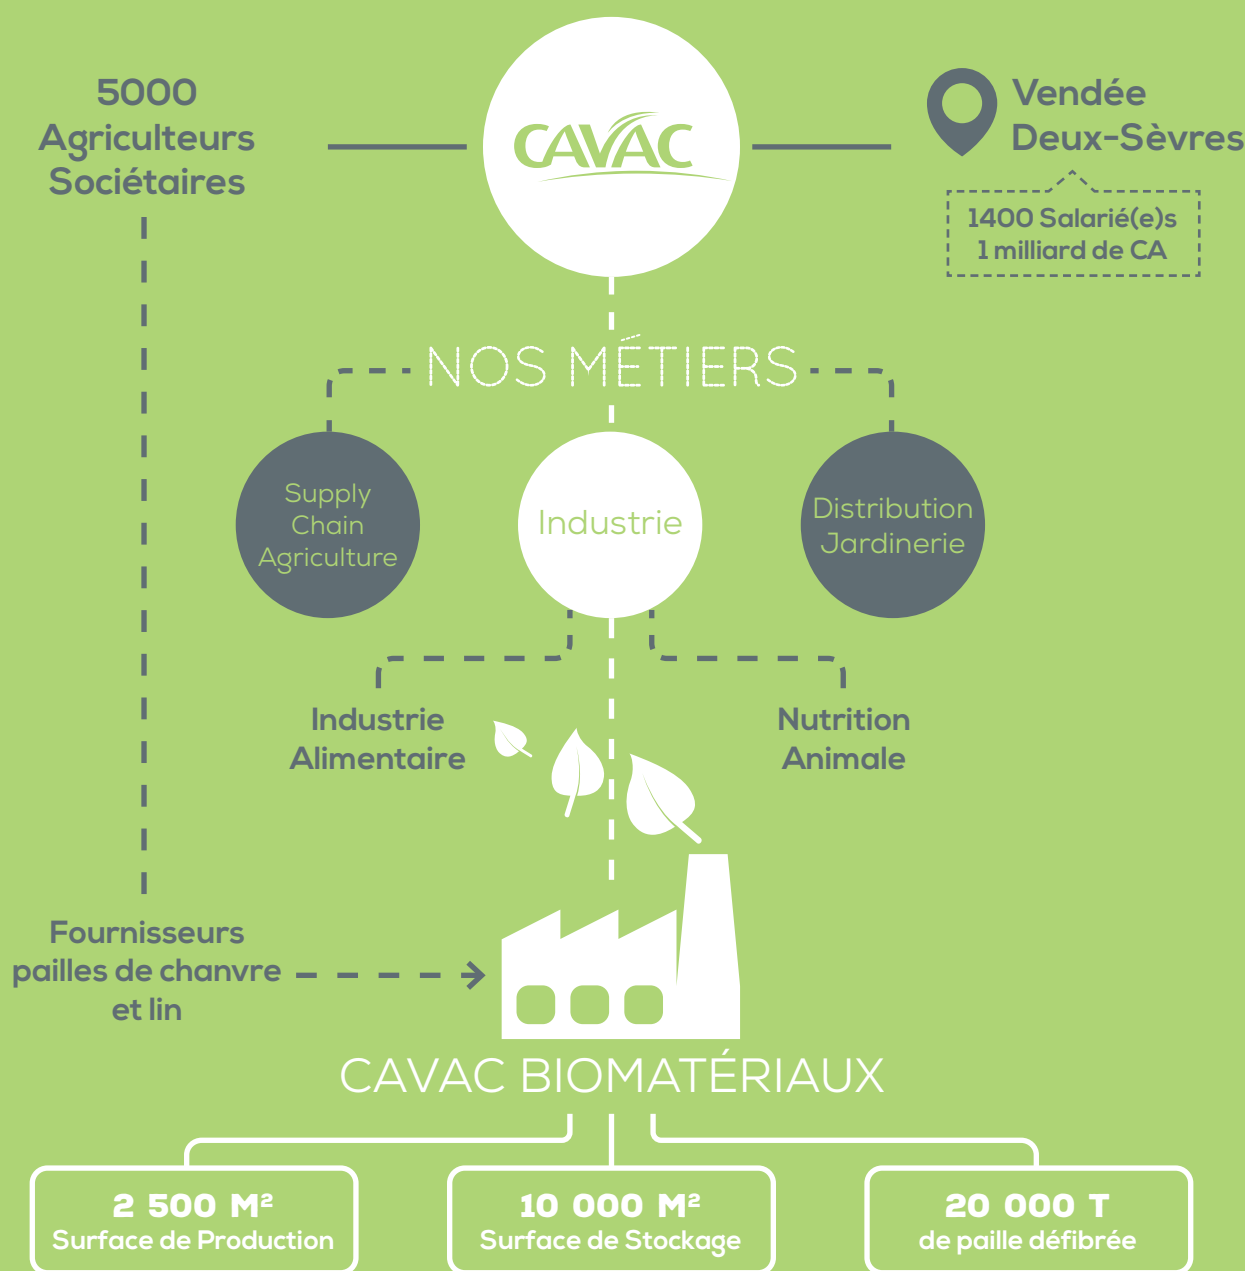 5000
Agriculteurs
Sociétaires
CAVAC
Vendée
Deux-Sèvres
1400 Salarié(e)s
1 milliard de CA
NOS MÉTIERS
Supply
Chain
Agriculture
Industrie
Distribution
Jardinerie
Industrie
Alimentaire
Nutrition
Animale
Fournisseurs
pailles de chanvre
et lin
CAVAC BIOMATÉRIAUX
2 500 M²
Surface de Production
10 000 M²
Surface de Stockage
20 000 T
de paille défibrée